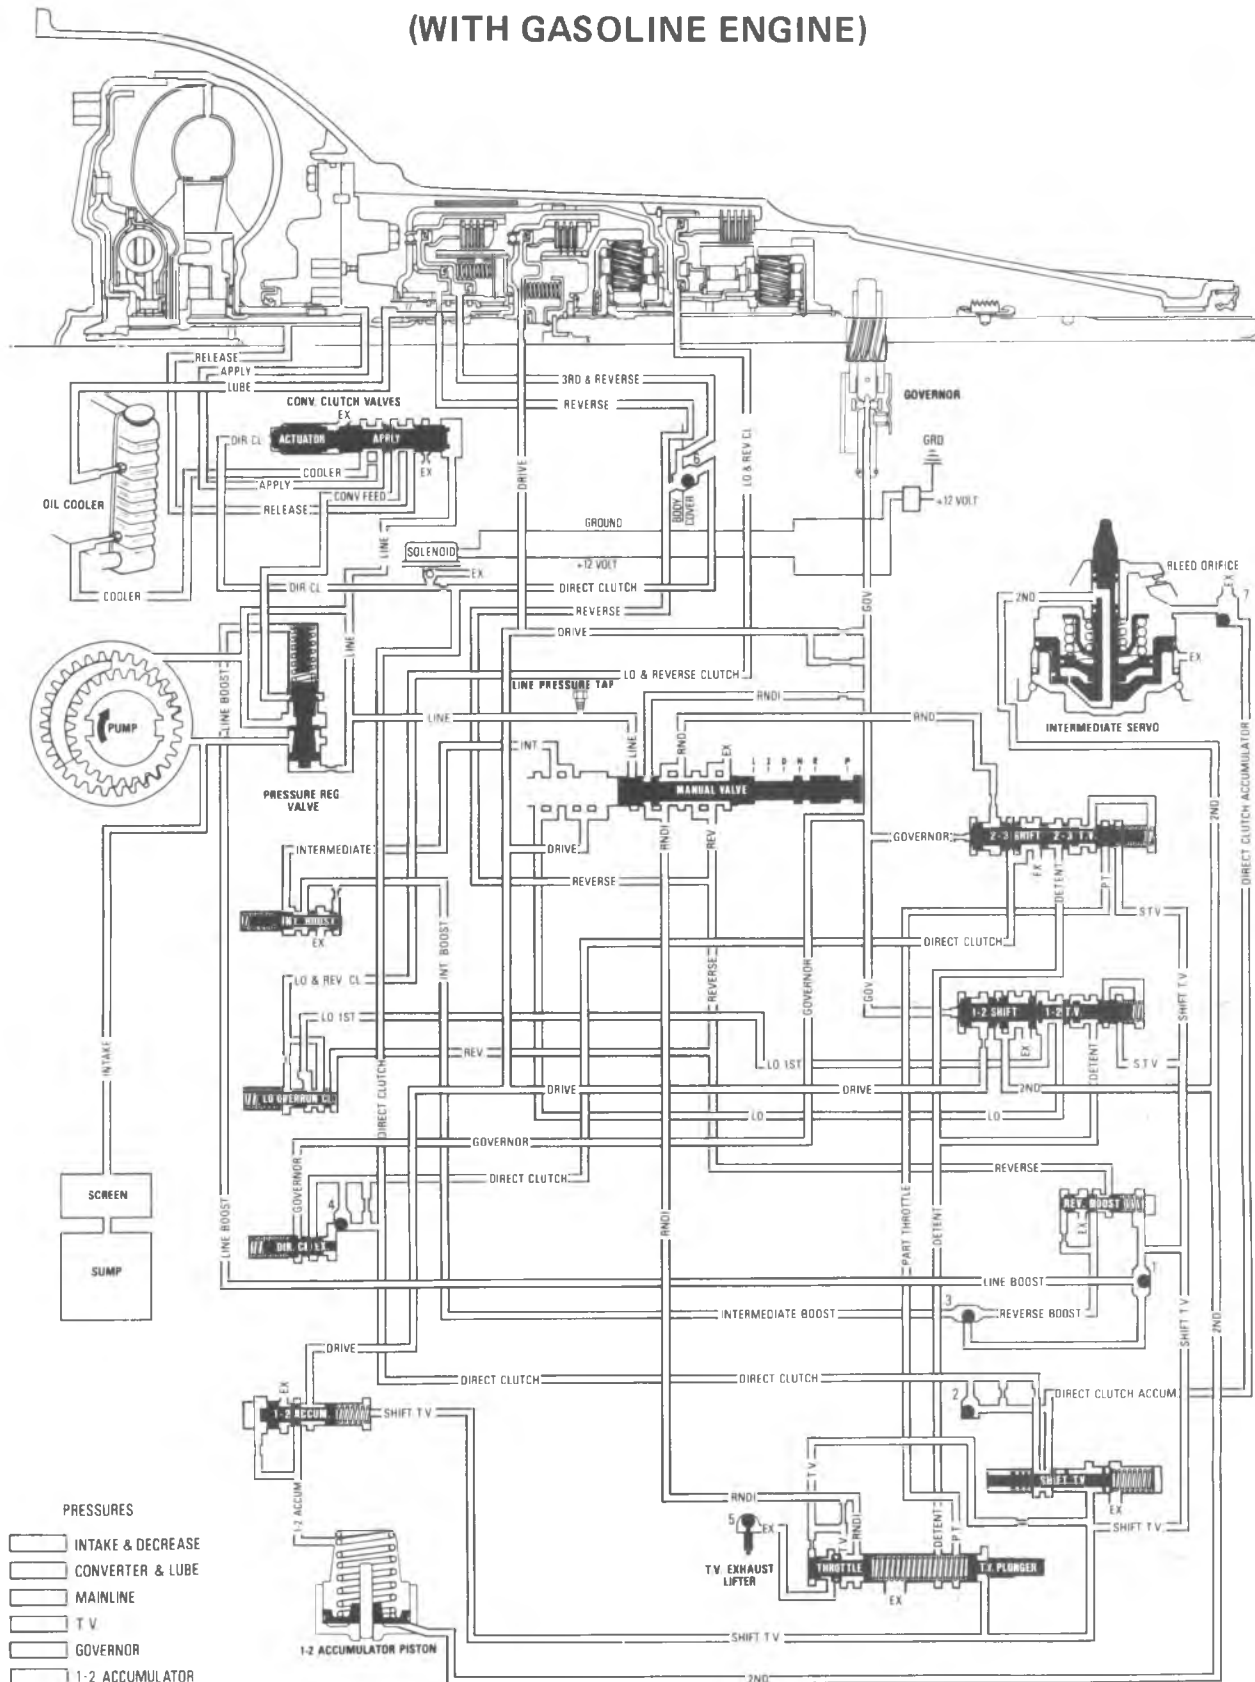 (WITH GASOLINE ENGINE)
RELEASE
APPLY
LUBE
3RD & REVERSE
REVERSE
CONV. CLUTCH VALVES
EX
DIR CL
ACTUATOR
APPLY
EX
COOLER
APPLY
CONV FEED
RELEASE
OIL COOLER
COOLER
LINE
DRIVE
LO & REV CL
6
BODY COVER
GOVERNOR
GRD
+12 VOLT
GROUND
SOLENOID
+12 VOLT
EX
DIR CL
DIRECT CLUTCH
REVERSE
DRIVE
GOV
BLEED ORIFICE
2ND
EX
7
EX
INTERMEDIATE SERVO
LINE BOOST
LINE
LO & REVERSE CLUTCH
LINE PRESSURE TAP
RNDI
LINE
RND
PUMP
INT.
LINE
RND
EX
L I D N R P
MANUAL VALVE
PRESSURE REG
VALVE
DIRECT CLUTCH ACCUMULATOR
2ND
INTERMEDIATE
DRIVE
RNDI
REV
GOVERNOR
2-3 SHIFT
2-3 T.V.
REVERSE
EX
DETENT
PT
INT. BOOST
EX
S.T.V.
DIRECT CLUTCH
INT BOOST
REVERSE
GOVERNOR
GOV
LO & REV CL
SHIFT T.V.
1-2 SHIFT
1-2 T.V.
LO 1ST
INTAKE
REV
LO 1ST
EX
DETENT
S.T.V.
LO OVERRUN CL.
DRIVE
DRIVE
2ND
DIRECT CLUTCH
LO
LO
GOVERNOR
REVERSE
GOVERNOR
DIRECT CLUTCH
SCREEN
4
REV. BOOST
EX
LINE BOOST
RNDI
PART THROTTLE
DETENT
SUMP
LINE BOOST
1
INTERMEDIATE BOOST
3
REVERSE BOOST
SHIFT T.V.
2ND
DRIVE
DIRECT CLUTCH
DIRECT CLUTCH
EX
2
DIRECT CLUTCH ACCUM
1-2 ACCUM.
SHIFT T.V.
T.V.
SHIFT T.V.
EX
1-2 ACCUM
RNDI
5
EX
T.V.
RNDI
DETENT
P.T.
SHIFT T.V.
T.V. EXHAUST
LIFTER
THROTTLE
T.V. PLUNGER
EX
PRESSURES
INTAKE & DECREASE
CONVERTER & LUBE
MAINLINE
T V
GOVERNOR
1-2 ACCUMULATOR
1-2 ACCUMULATOR PISTON
SHIFT T.V.
2ND